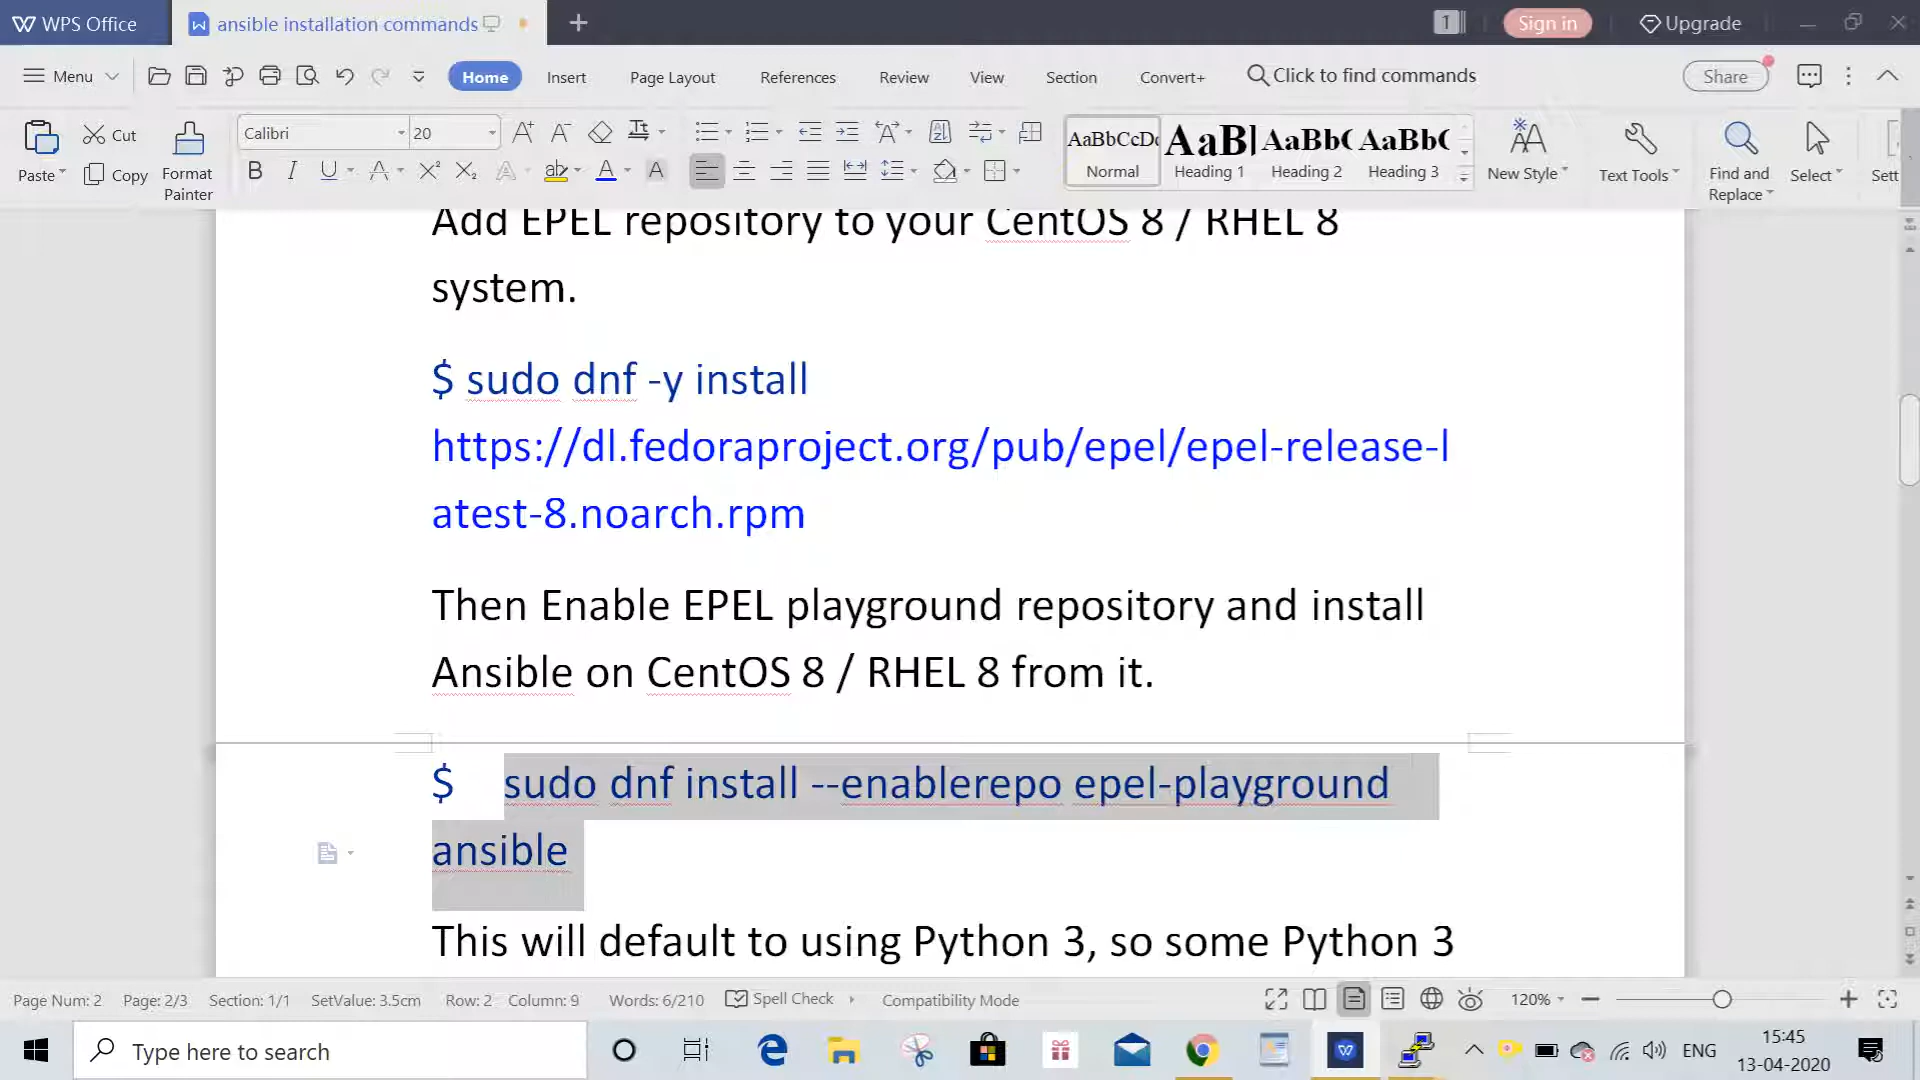 WPS Office
ansible installation commands
1
Sign in
Upgrade
Menu
Home
Insert
Page Layout
References
Review
View
Section
Convert+
Click to find commands
Share
Paste
Cut
Copy
Format Painter
Calibri
20
AaBbCcDd
Normal
AaB
Heading 1
AaBb(
Heading 2
AaBb(
Heading 3
New Style
Text Tools
Find and Replace
Select
Sett
Add EPEL repository to your CentOS 8 / RHEL 8
system.
$ sudo dnf -y install
https://dl.fedoraproject.org/pub/epel/epel-release-l
atest-8.noarch.rpm
Then Enable EPEL playground repository and install
Ansible on CentOS 8 / RHEL 8 from it.
$ sudo dnf install --enablerepo epel-playground
ansible
This will default to using Python 3, so some Python 3
Page Num: 2
Page: 2/3
Section: 1/1
SetValue: 3.5cm
Row: 2
Column: 9
Words: 6/210
Spell Check
Compatibility Mode
120%
Type here to search
ENG
15:45
13-04-2020